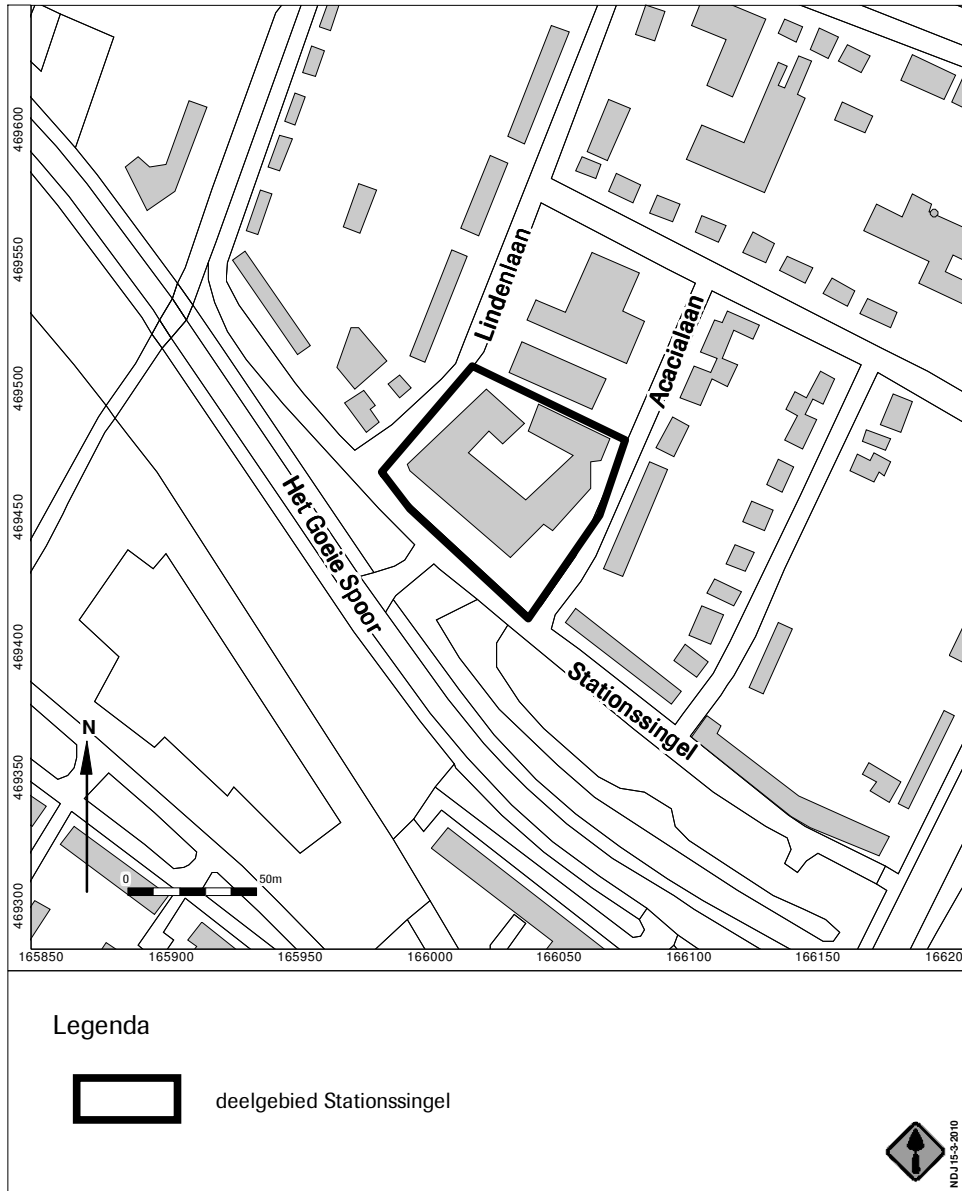 469600
469550
469500
469450
469400
469350
469300
Lindenlaan
Acacialaan
Het Goeie Spoor
Stationssingel
N
0
50m
165850
165900
165950
166000
166050
166100
166150
16620
Legenda
deelgebied Stationssingel
NDJ 15-3-2010